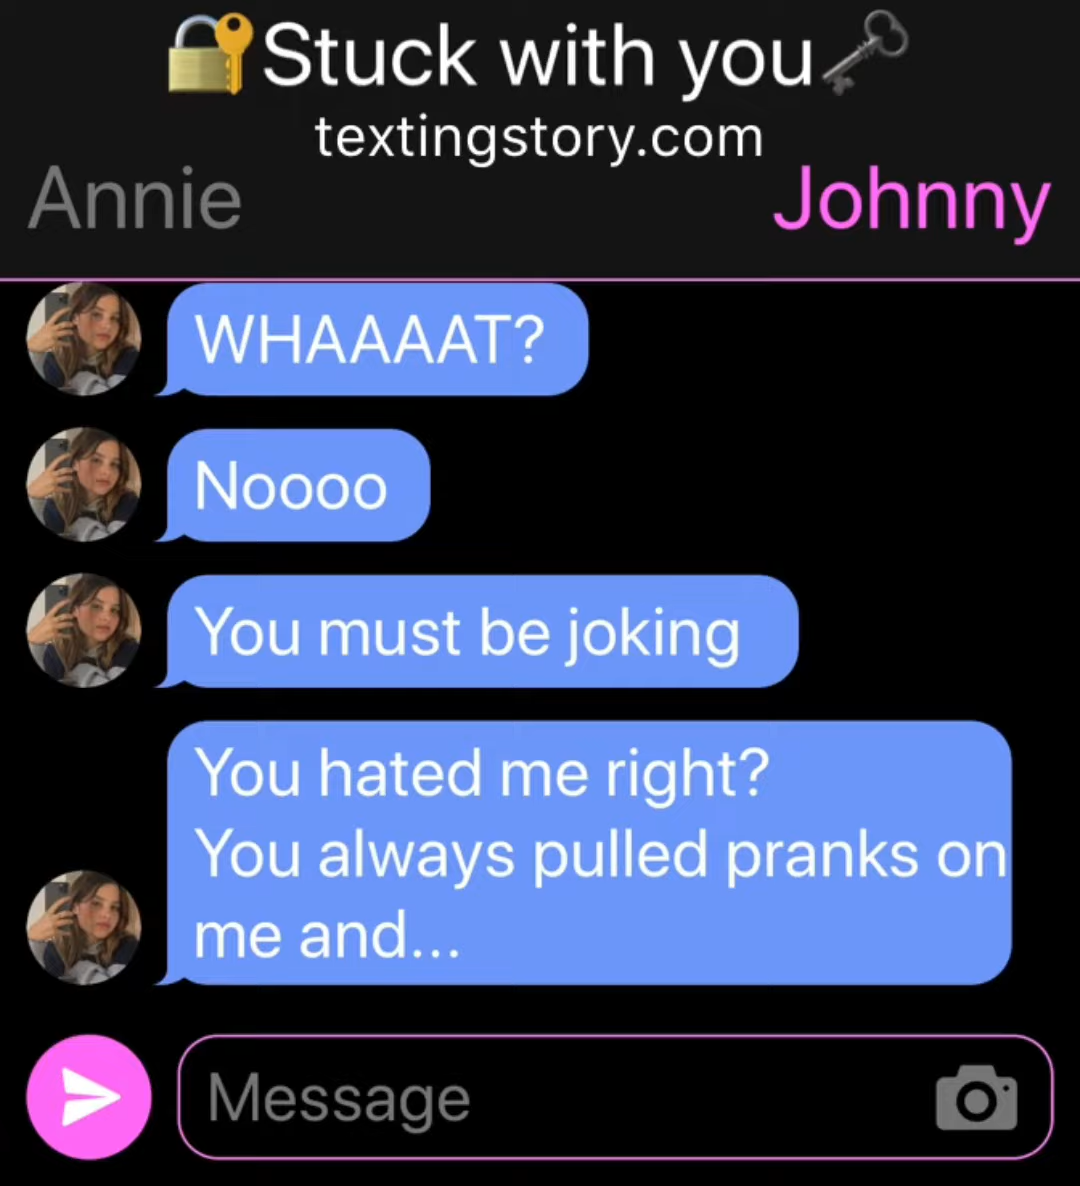 🔐Stuck with you🗝
textingstory.com
Annie
Johnny
WHAAAAT?
Noooo
You must be joking
You hated me right?
You always pulled pranks on
me and...
Message